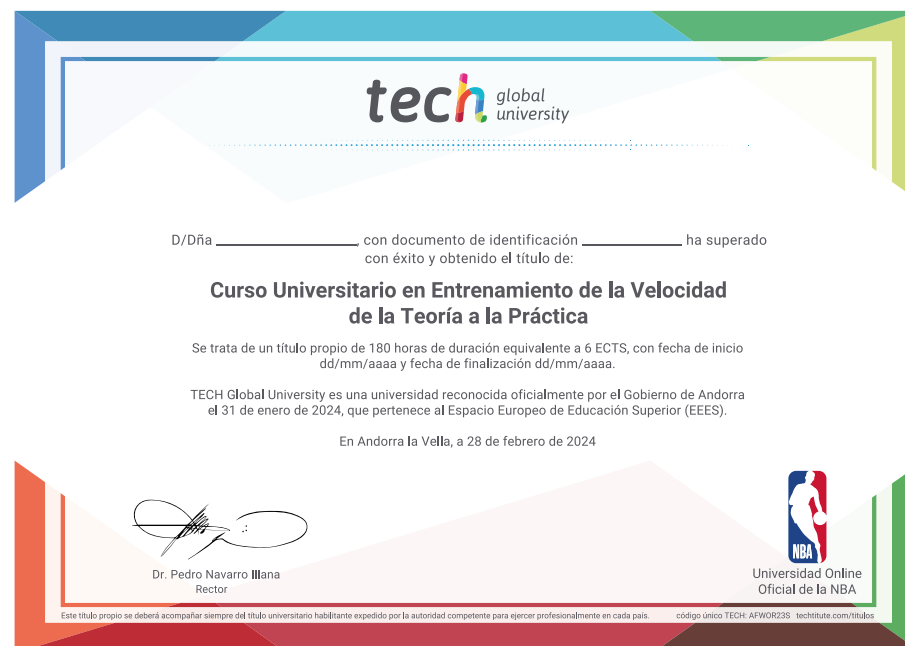 tech global university
D/Dña ____________, con documento de identificación ____________ ha superado
con éxito y obtenido el título de:
Curso Universitario en Entrenamiento de la Velocidad
de la Teoría a la Práctica
Se trata de un título propio de 180 horas de duración equivalente a 6 ECTS, con fecha de inicio
dd/mm/aaaa y fecha de finalización dd/mm/aaaa.
TECH Global University es una universidad reconocida oficialmente por el Gobierno de Andorra
el 31 de enero de 2024, que pertenece al Espacio Europeo de Educación Superior (EEES).
En Andorra la Vella, a 28 de febrero de 2024
Dr. Pedro Navarro Illana
Rector
NBA
Universidad Online
Oficial de la NBA
Este título propio se deberá acompañar siempre del título universitario habilitante expedido por la autoridad competente para ejercer profesionalmente en cada país. código único TECH: AFWOR23S techtitute.com/titulos